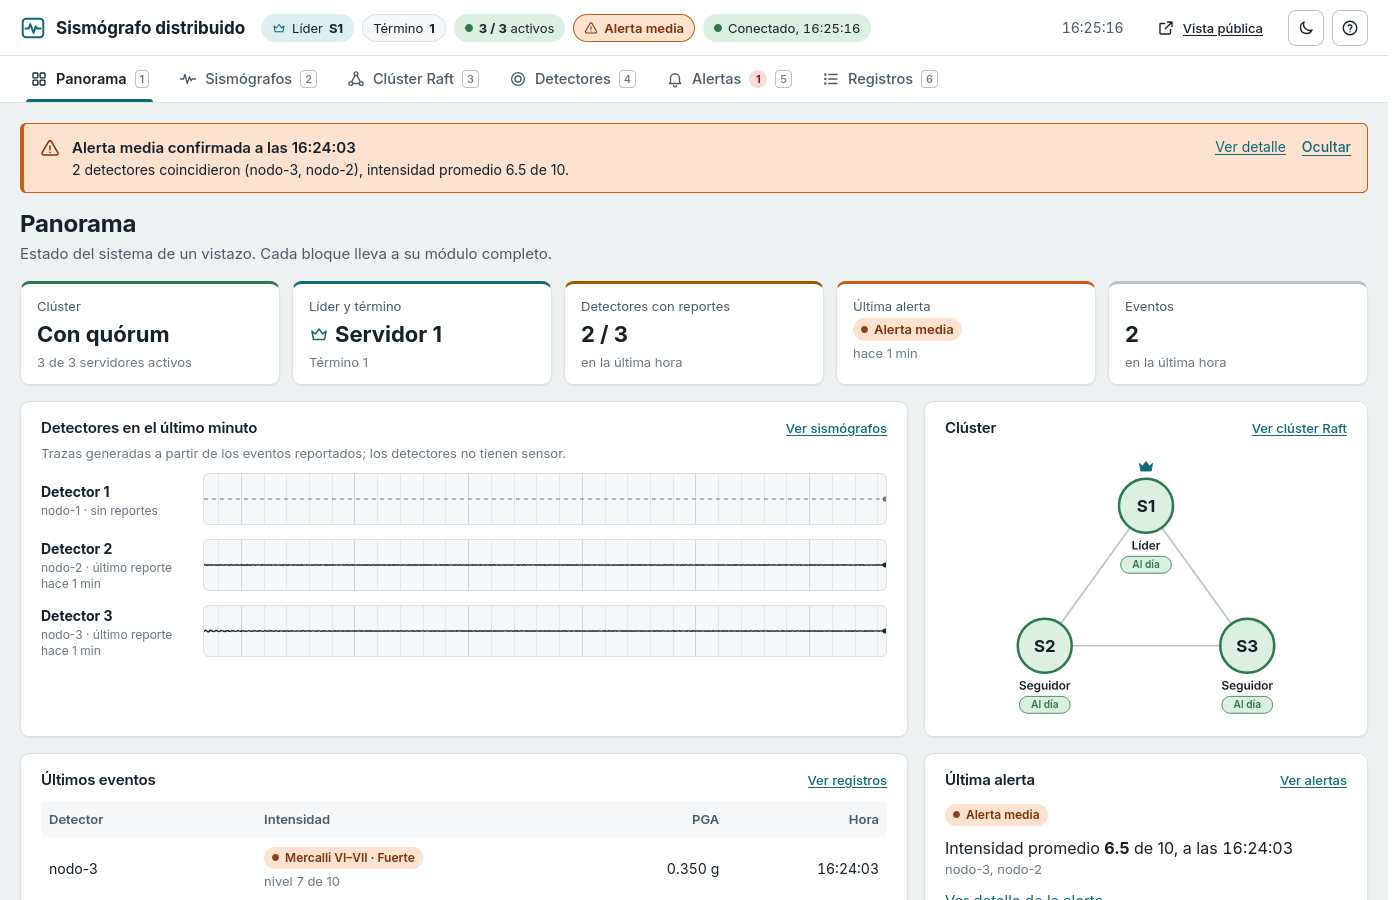 Sismógrafo distribuido
Líder S1
Término 1
3 / 3 activos
Alerta media
Conectado, 16:25:16
16:25:16
Vista pública
Panorama 1
Sismógrafos 2
Clúster Raft 3
Detectores 4
Alertas 1 5
Registros 6
Alerta media confirmada a las 16:24:03
2 detectores coincidieron (nodo-3, nodo-2), intensidad promedio 6.5 de 10.
Ver detalle
Ocultar
Panorama
Estado del sistema de un vistazo. Cada bloque lleva a su módulo completo.
Clúster
Con quórum
3 de 3 servidores activos
Líder y término
Servidor 1
Término 1
Detectores con reportes
2 / 3
en la última hora
Última alerta
Alerta media
hace 1 min
Eventos
2
en la última hora
Detectores en el último minuto
Ver sismógrafos
Trazas generadas a partir de los eventos reportados; los detectores no tienen sensor.
Detector 1
nodo-1 · sin reportes
Detector 2
nodo-2 · último reporte
hace 1 min
Detector 3
nodo-3 · último reporte
hace 1 min
Clúster
Ver clúster Raft
S1
Líder
Al día
S2
Seguidor
Al día
S3
Seguidor
Al día
Últimos eventos
Ver registros
Detector Intensidad PGA Hora
nodo-3
Mercalli VI–VII · Fuerte
nivel 7 de 10
0.350 g
16:24:03
Última alerta
Ver alertas
Alerta media
Intensidad promedio 6.5 de 10, a las 16:24:03
nodo-3, nodo-2
Ver detalle de la alerta